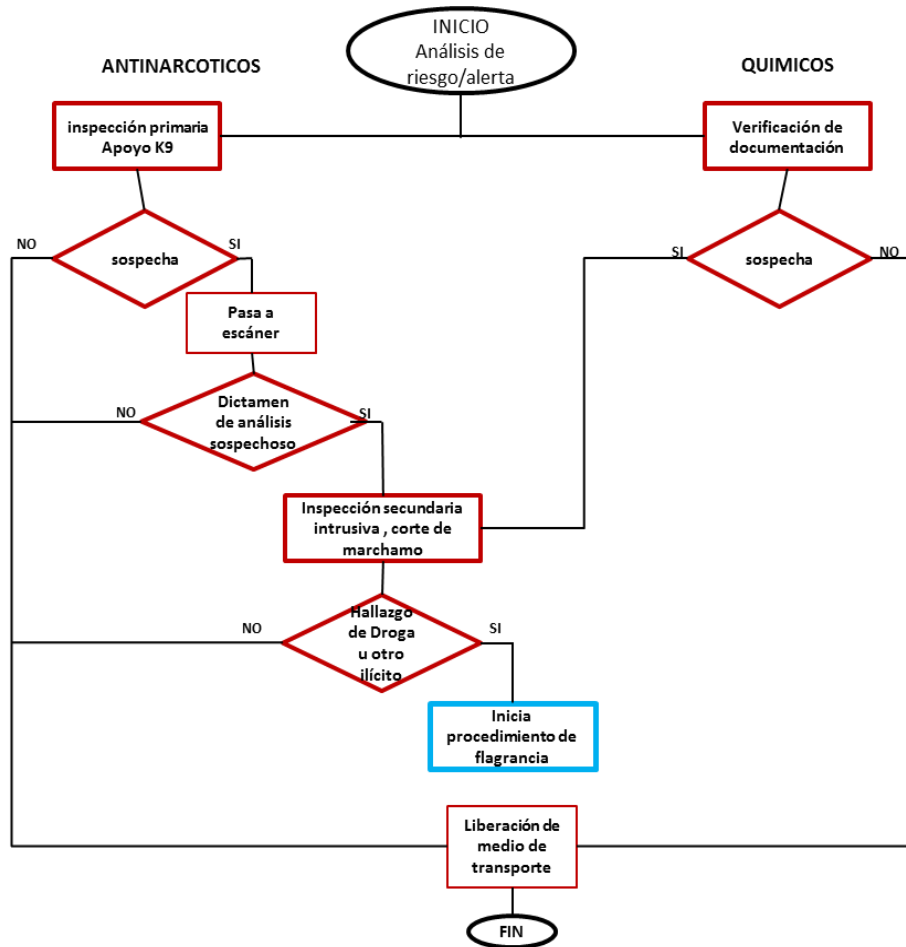 INICIO
Análisis de
riesgo/alerta
ANTINARCOTICOS
QUIMICOS
inspección primaria
Apoyo K9
Verificación de
documentación
NO
sospecha
SI
SI
sospecha
NO
Pasa a
escáner
NO
Dictamen
de análisis
sospechoso
SI
Inspección secundaria
intrusiva , corte de
marchamo
NO
Hallazgo
de Droga
u otro
ilícito
SI
Inicia
procedimiento de
flagrancia
Liberación de
medio de
transporte
FIN